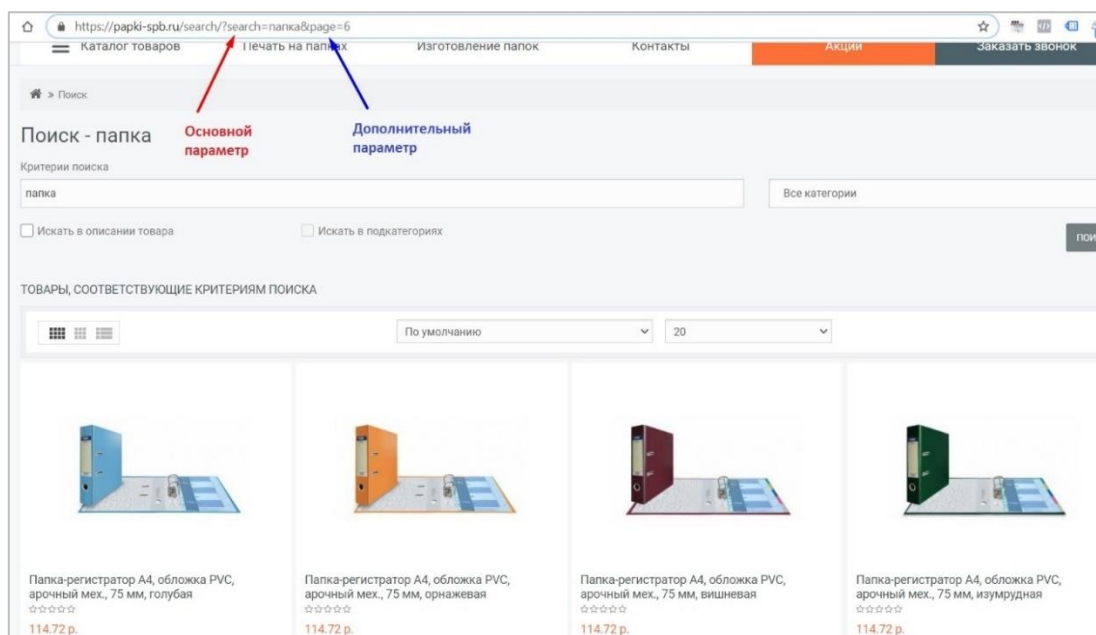 https://papki-spb.ru/search/?search=папка&page=6
Каталог товаров Печать на папках Изготовление папок Контакты Акции Заказать звонок
» Поиск
Поиск - папка
Основной
параметр
Дополнительный
параметр
Критерии поиска
папка
Все категории
Искать в описании товара Искать в подкатегориях
пои
ТОВАРЫ, СООТВЕТСТВУЮЩИЕ КРИТЕРИЯМ ПОИСКА
По умолчанию 20
Папка-регистратор А4, обложка PVC,
арочный мех., 75 мм, голубая
114.72 р.
Папка-регистратор А4, обложка PVC,
арочный мех., 75 мм, орнажевая
114.72 р.
Папка-регистратор А4, обложка PVC,
арочный мех., 75 мм, вишневая
114.72 р.
Папка-регистратор А4, обложка PVC,
арочный мех., 75 мм, изумрудная
114.72 р.